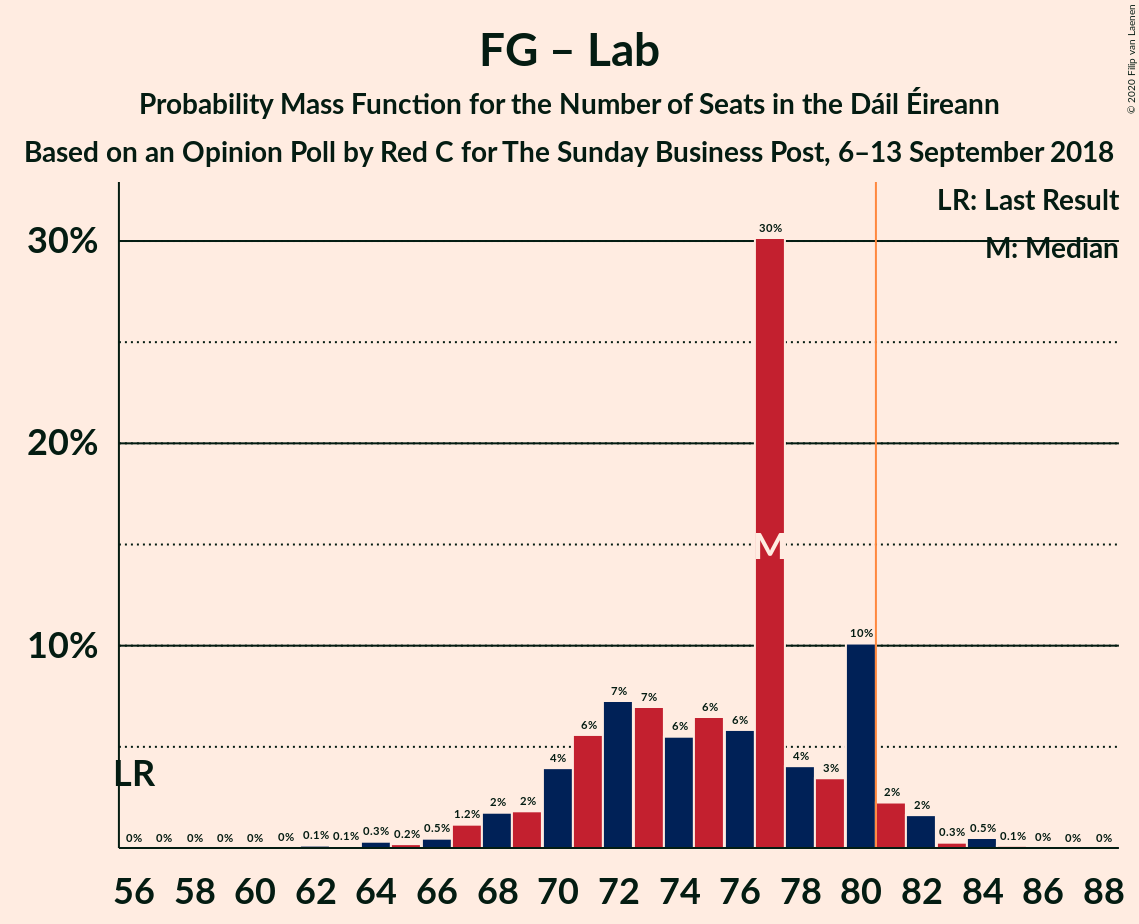 FG – Lab
Probability Mass Function for the Number of Seats in the Dáil Éireann
Based on an Opinion Poll by Red C for The Sunday Business Post, 6–13 September 2018
© 2020 Filip van Laenen
LR: Last Result
M: Median
30%
20%
10%
LR
M
0% 0% 0% 0% 0% 0% 0.1% 0.1% 0.3% 0.2% 0.5% 1.2% 2% 2% 4% 6% 7% 7% 6% 6% 6% 30% 4% 3% 10% 2% 2% 0.3% 0.5% 0.1% 0% 0% 0%
56 58 60 62 64 66 68 70 72 74 76 78 80 82 84 86 88